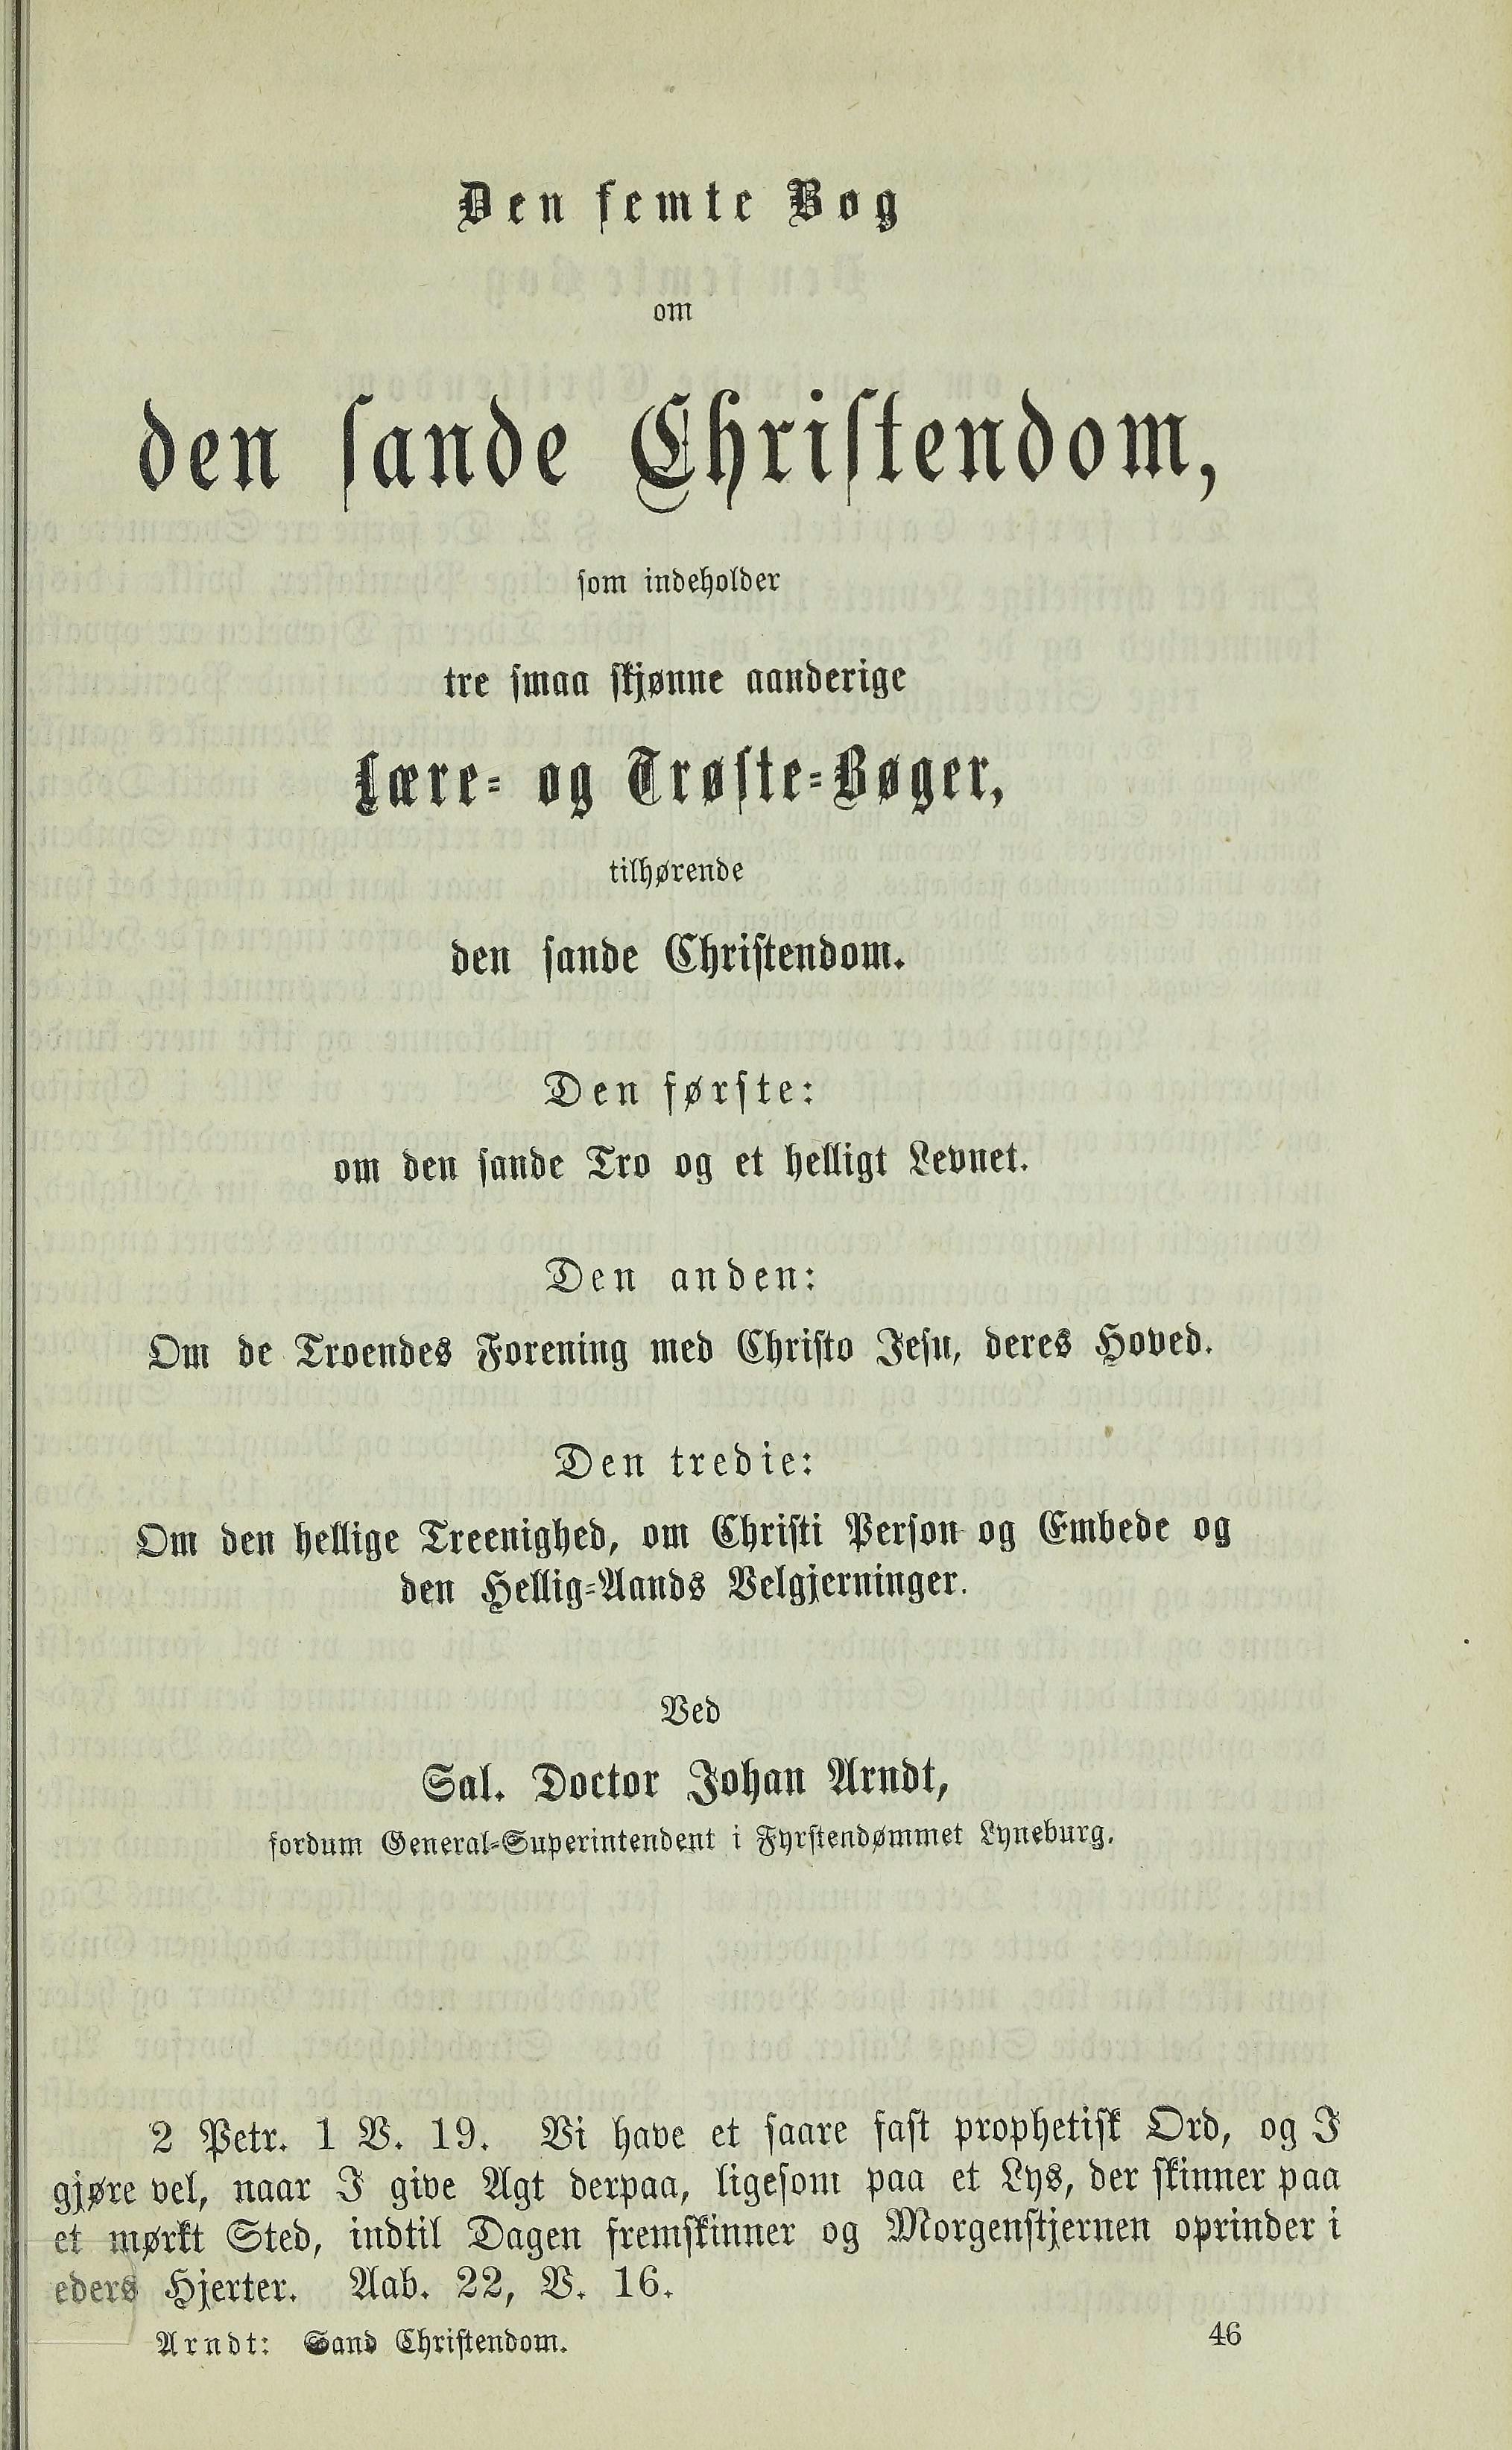 Den femte Bog
om
den sande Christendom,
som indeholder
tre smaa skjønne aanderige
Lære- og Trøste-Bøger,
tilhørende
den sande Christendom.
Den første:
om den sande Tro og et helligt Levnet.
Den anden:
Om de Troendes Forening med Christo Jesu, deres Hoved.
Den tredie:
Om den hellige Treenighed, om Christi Person og Embede og
den Hellig-Aands Velgjerninger.
Ved
Sal. Doctor Johan Arndt,
fordum General-Superintendent i Fyrstendømmet Lyneburg.
2 Petr. 1 V. 19. Vi have et saare fast prophetisk Ord, og I
gjøre vel, naar I give Agt derpaa, ligesom paa et Lys, der skinner paa
et mørkt Sted, indtil Dagen fremskinner og Morgenstjernen oprinder i
eders Hjerter. Aab. 22, V. 16.
Arndt: Sand Christendom. 46